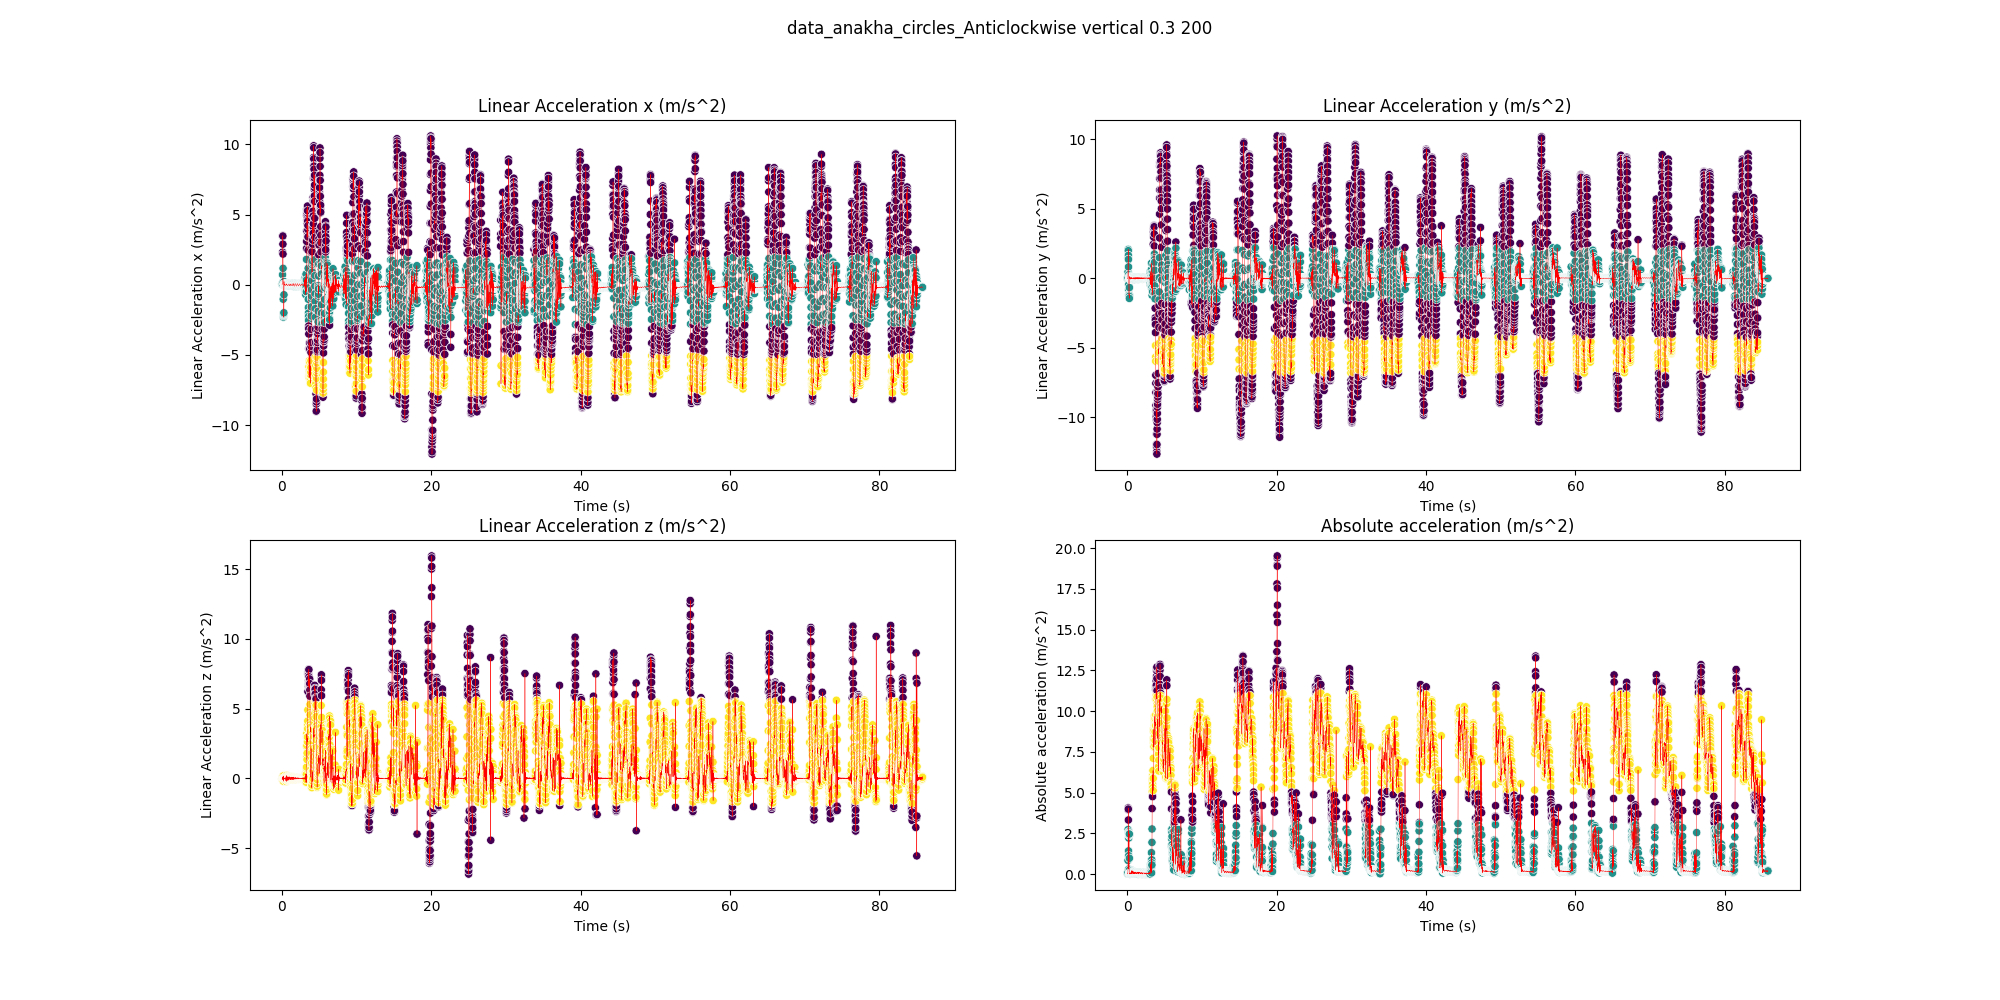 data_anakha_circles_Anticlockwise vertical 0.3 200
Linear Acceleration x (m/s^2)
Linear Acceleration x (m/s^2)
10
5
0
−5
−10
0 20 40 60 80
Time (s)
Linear Acceleration y (m/s^2)
Linear Acceleration y (m/s^2)
10
5
0
−5
−10
0 20 40 60 80
Time (s)
Linear Acceleration z (m/s^2)
Linear Acceleration z (m/s^2)
15
10
5
0
−5
0 20 40 60 80
Time (s)
Absolute acceleration (m/s^2)
Absolute acceleration (m/s^2)
20.0
17.5
15.0
12.5
10.0
7.5
5.0
2.5
0.0
0 20 40 60 80
Time (s)